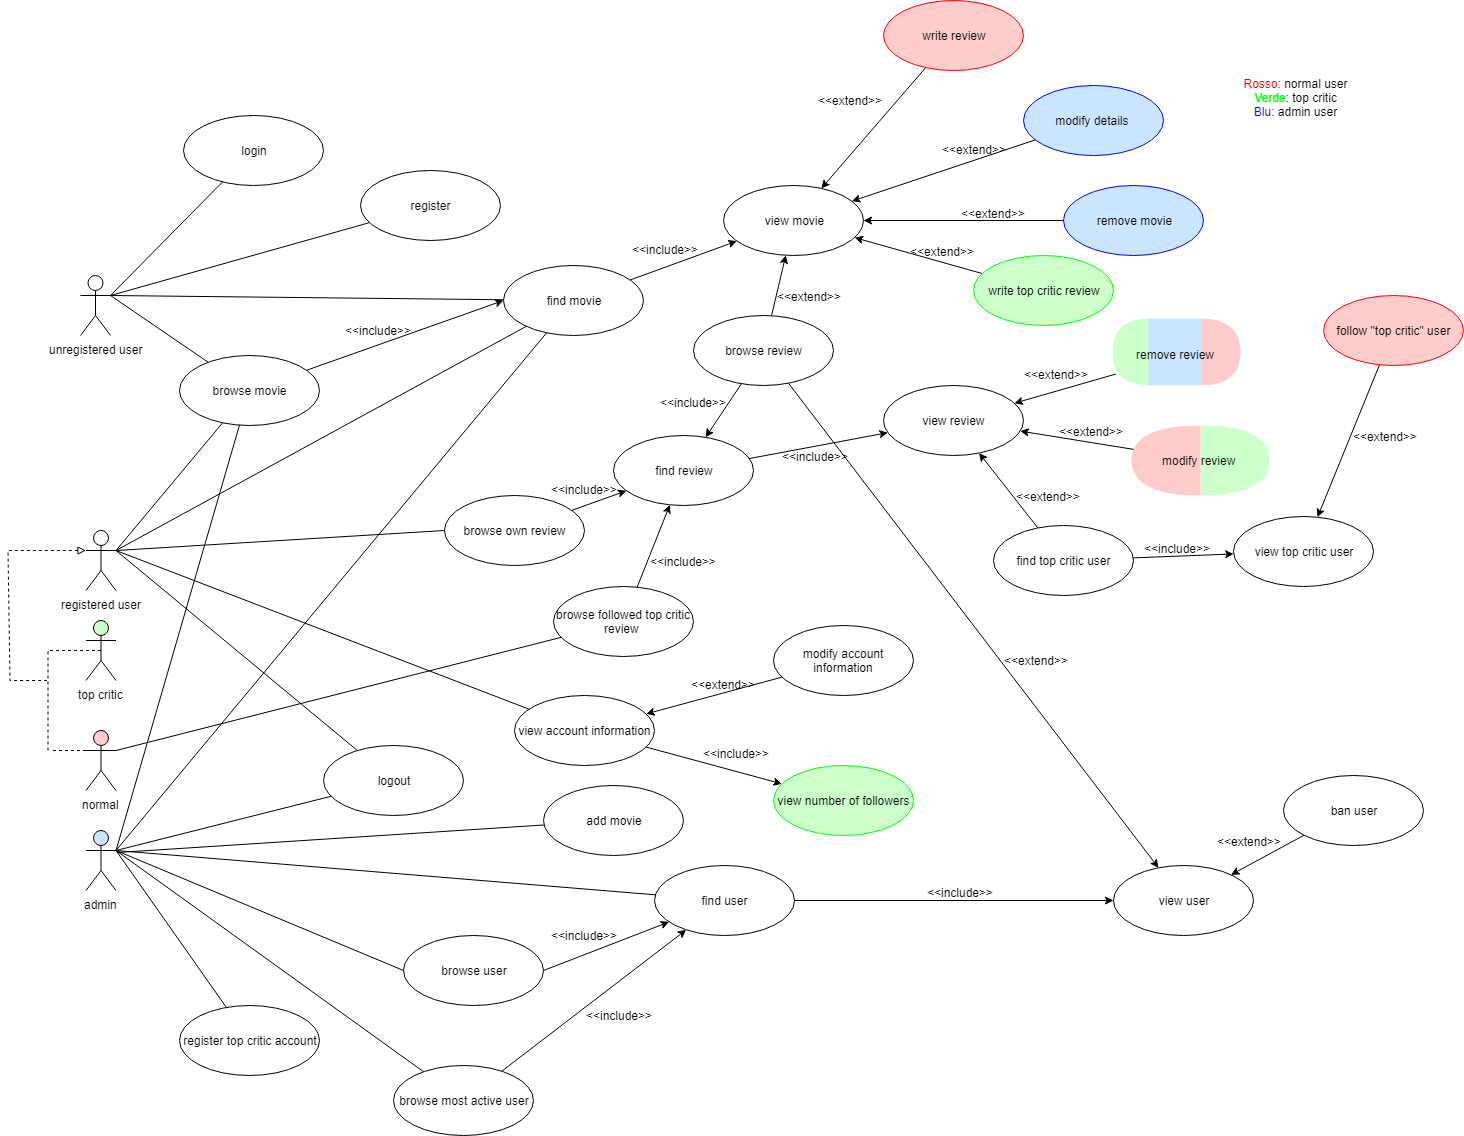 write review
Rosso: normal user
Verde: top critic
Blu: admin user
<<extend>>
modify details
login
<<extend>>
register
view movie
<<extend>>
remove movie
<<include>>
<<extend>>
write top critic review
<<extend>>
find movie
<<include>>
unregistered user
browse review
follow "top critic" user
remove review
<<extend>>
browse movie
<<include>>
view review
<<extend>>
<<extend>>
<<include>>
modify review
find review
<<include>>
<<extend>>
browse own review
<<extend>>
<<include>>
view top critic user
find top critic user
<<include>>
registered user
browse followed top critic
review
modify account
information
<<extend>>
<<extend>>
top critic
view account information
<<include>>
logout
view number of followers
normal
add movie
ban user
<<extend>>
admin
find user
<<include>>
view user
<<include>>
browse user
<<include>>
register top critic account
browse most active user